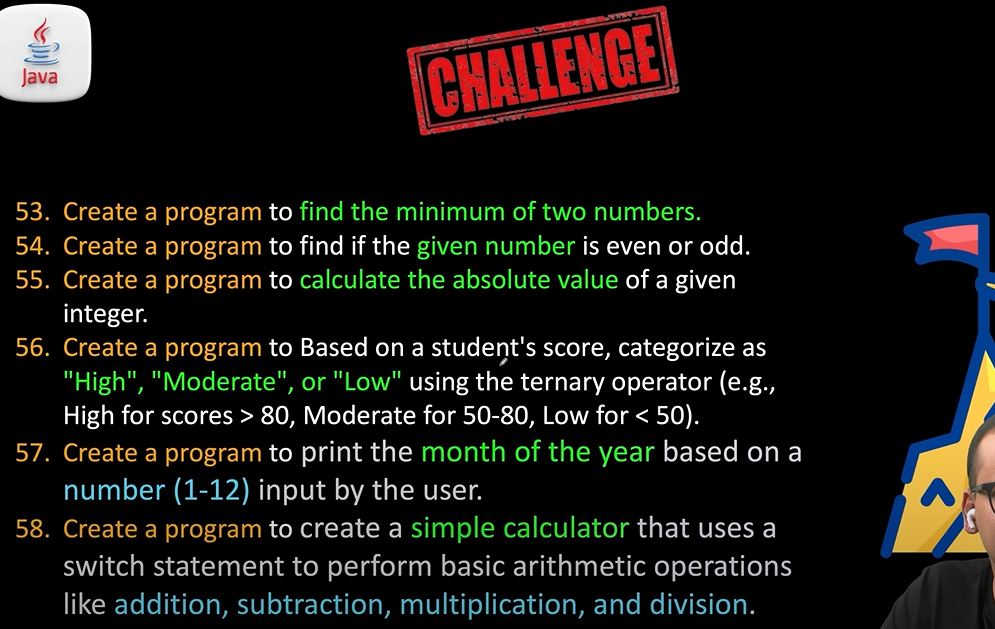 Java
CHALLENGE
53. Create a program to find the minimum of two numbers.
54. Create a program to find if the given number is even or odd.
55. Create a program to calculate the absolute value of a given
integer.
56. Create a program to Based on a student's score, categorize as
"High", "Moderate", or "Low" using the ternary operator (e.g.,
High for scores > 80, Moderate for 50-80, Low for < 50).
57. Create a program to print the month of the year based on a
number (1-12) input by the user.
58. Create a program to create a simple calculator that uses a
switch statement to perform basic arithmetic operations
like addition, subtraction, multiplication, and division.